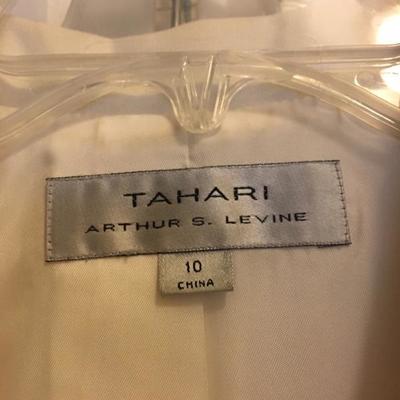 TAHARI
ARTHUR S. LEVINE
10
CHINA